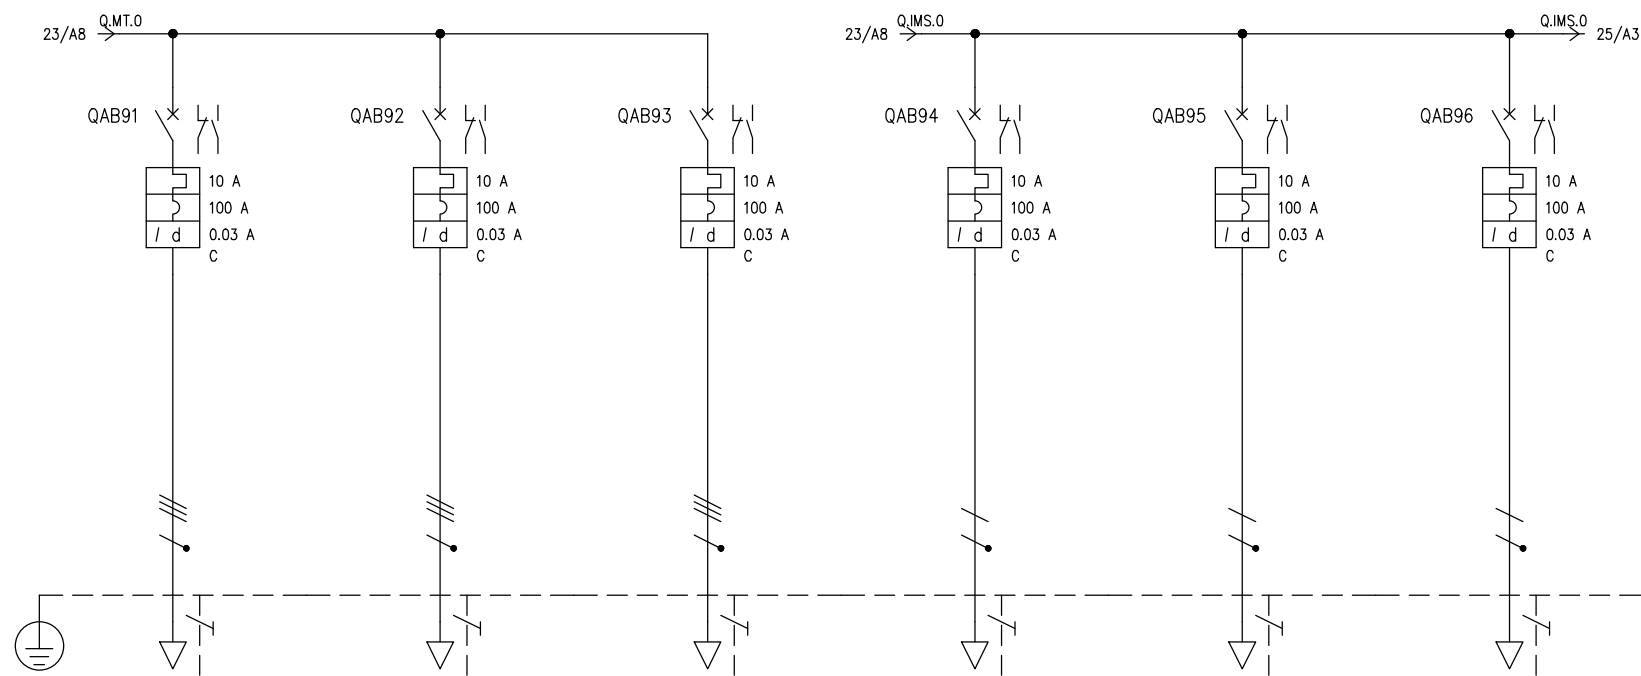 Q.MT.0 Q.IMS.0 Q.IMS.0
23/A8 23/A8 25/A3
QAB91 QAB92 QAB93 QAB94 QAB95 QAB96
10 A 10 A 10 A 10 A 10 A 10 A
100 A 100 A 100 A 100 A 100 A 100 A
I d 0.03 A I d 0.03 A I d 0.03 A I d 0.03 A I d 0.03 A I d 0.03 A
C C C C C C